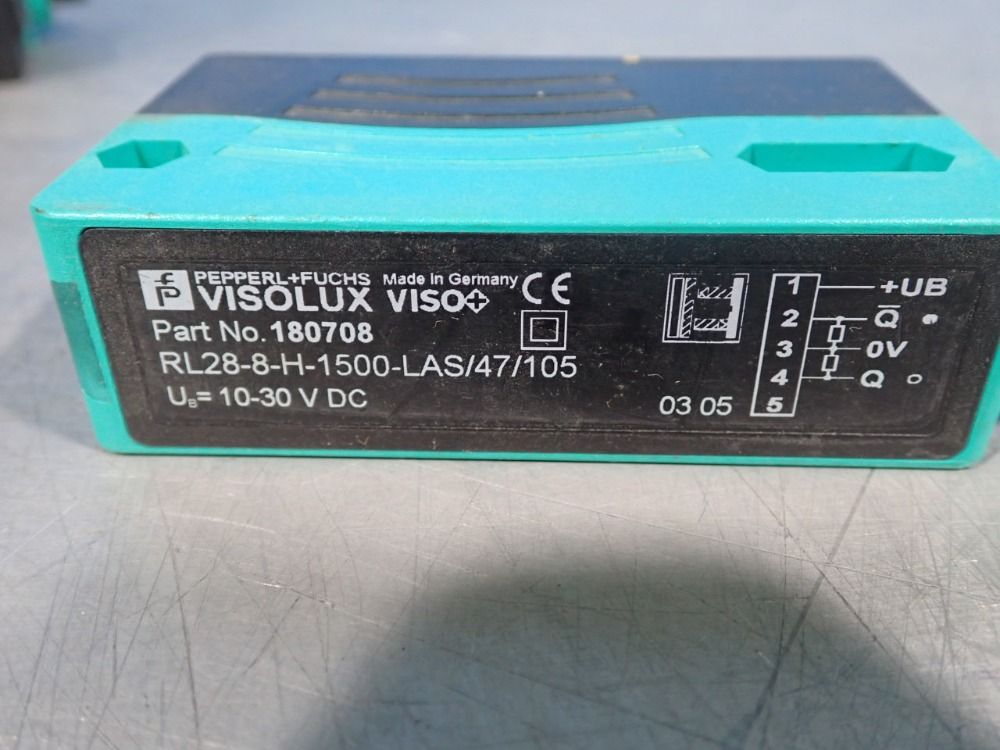 PEPPERL+FUCHS Made in Germany CE
VISOLUX VISO+
Part No. 180708
RL28-8-H-1500-LAS/47/105
UB= 10-30 V DC
03 05
1 +UB
2 Q̅
3 0V
4 Q
5